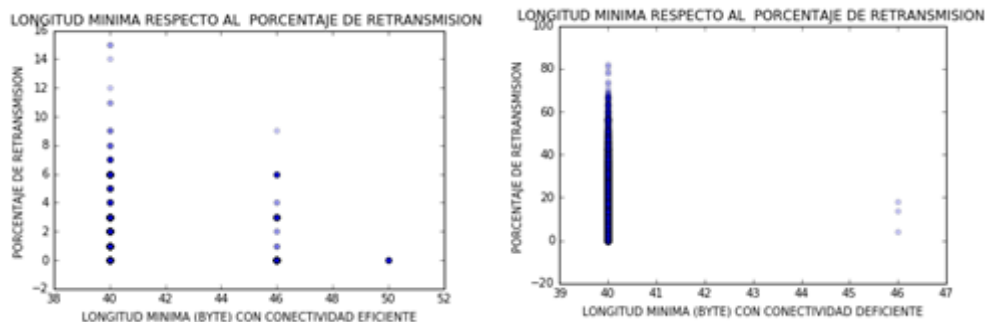 LONGITUD MINIMA RESPECTO AL PORCENTAJE DE RETRANSMISION
16
14
12
10
8
6
4
2
0
−2
PORCENTAJE DE RETRANSMISION
38 40 42 44 46 48 50 52
LONGITUD MINIMA (BYTE) CON CONECTIVIDAD EFICIENTE
LONGITUD MINIMA RESPECTO AL PORCENTAJE DE RETRANSMISION
100
80
60
40
20
0
−20
PORCENTAJE DE RETRANSMISION
39 40 41 42 43 44 45 46 47
LONGITUD MINIMA (BYTE) CON CONECTIVIDAD DEFICIENTE